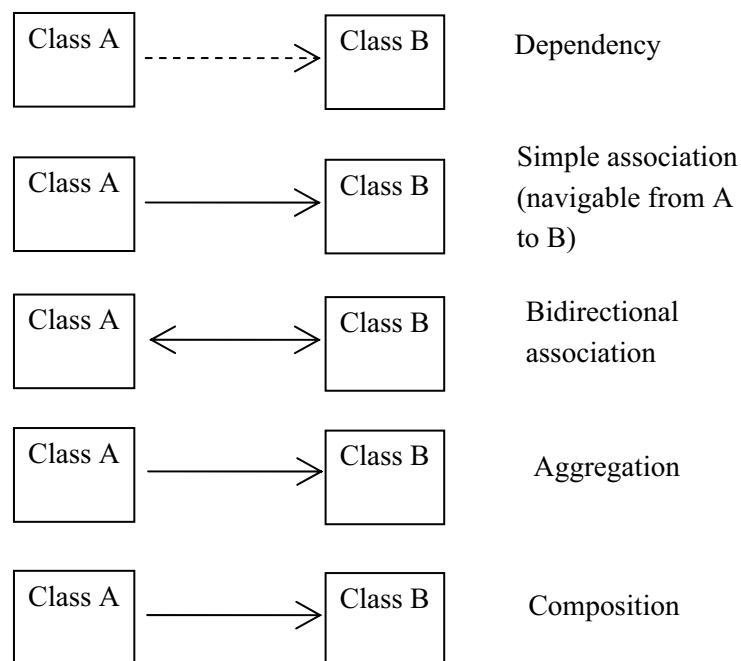 Class A
Class B
Dependency
Class A
Class B
Simple association
(navigable from A
to B)
Class A
Class B
Bidirectional
association
Class A
Class B
Aggregation
Class A
Class B
Composition